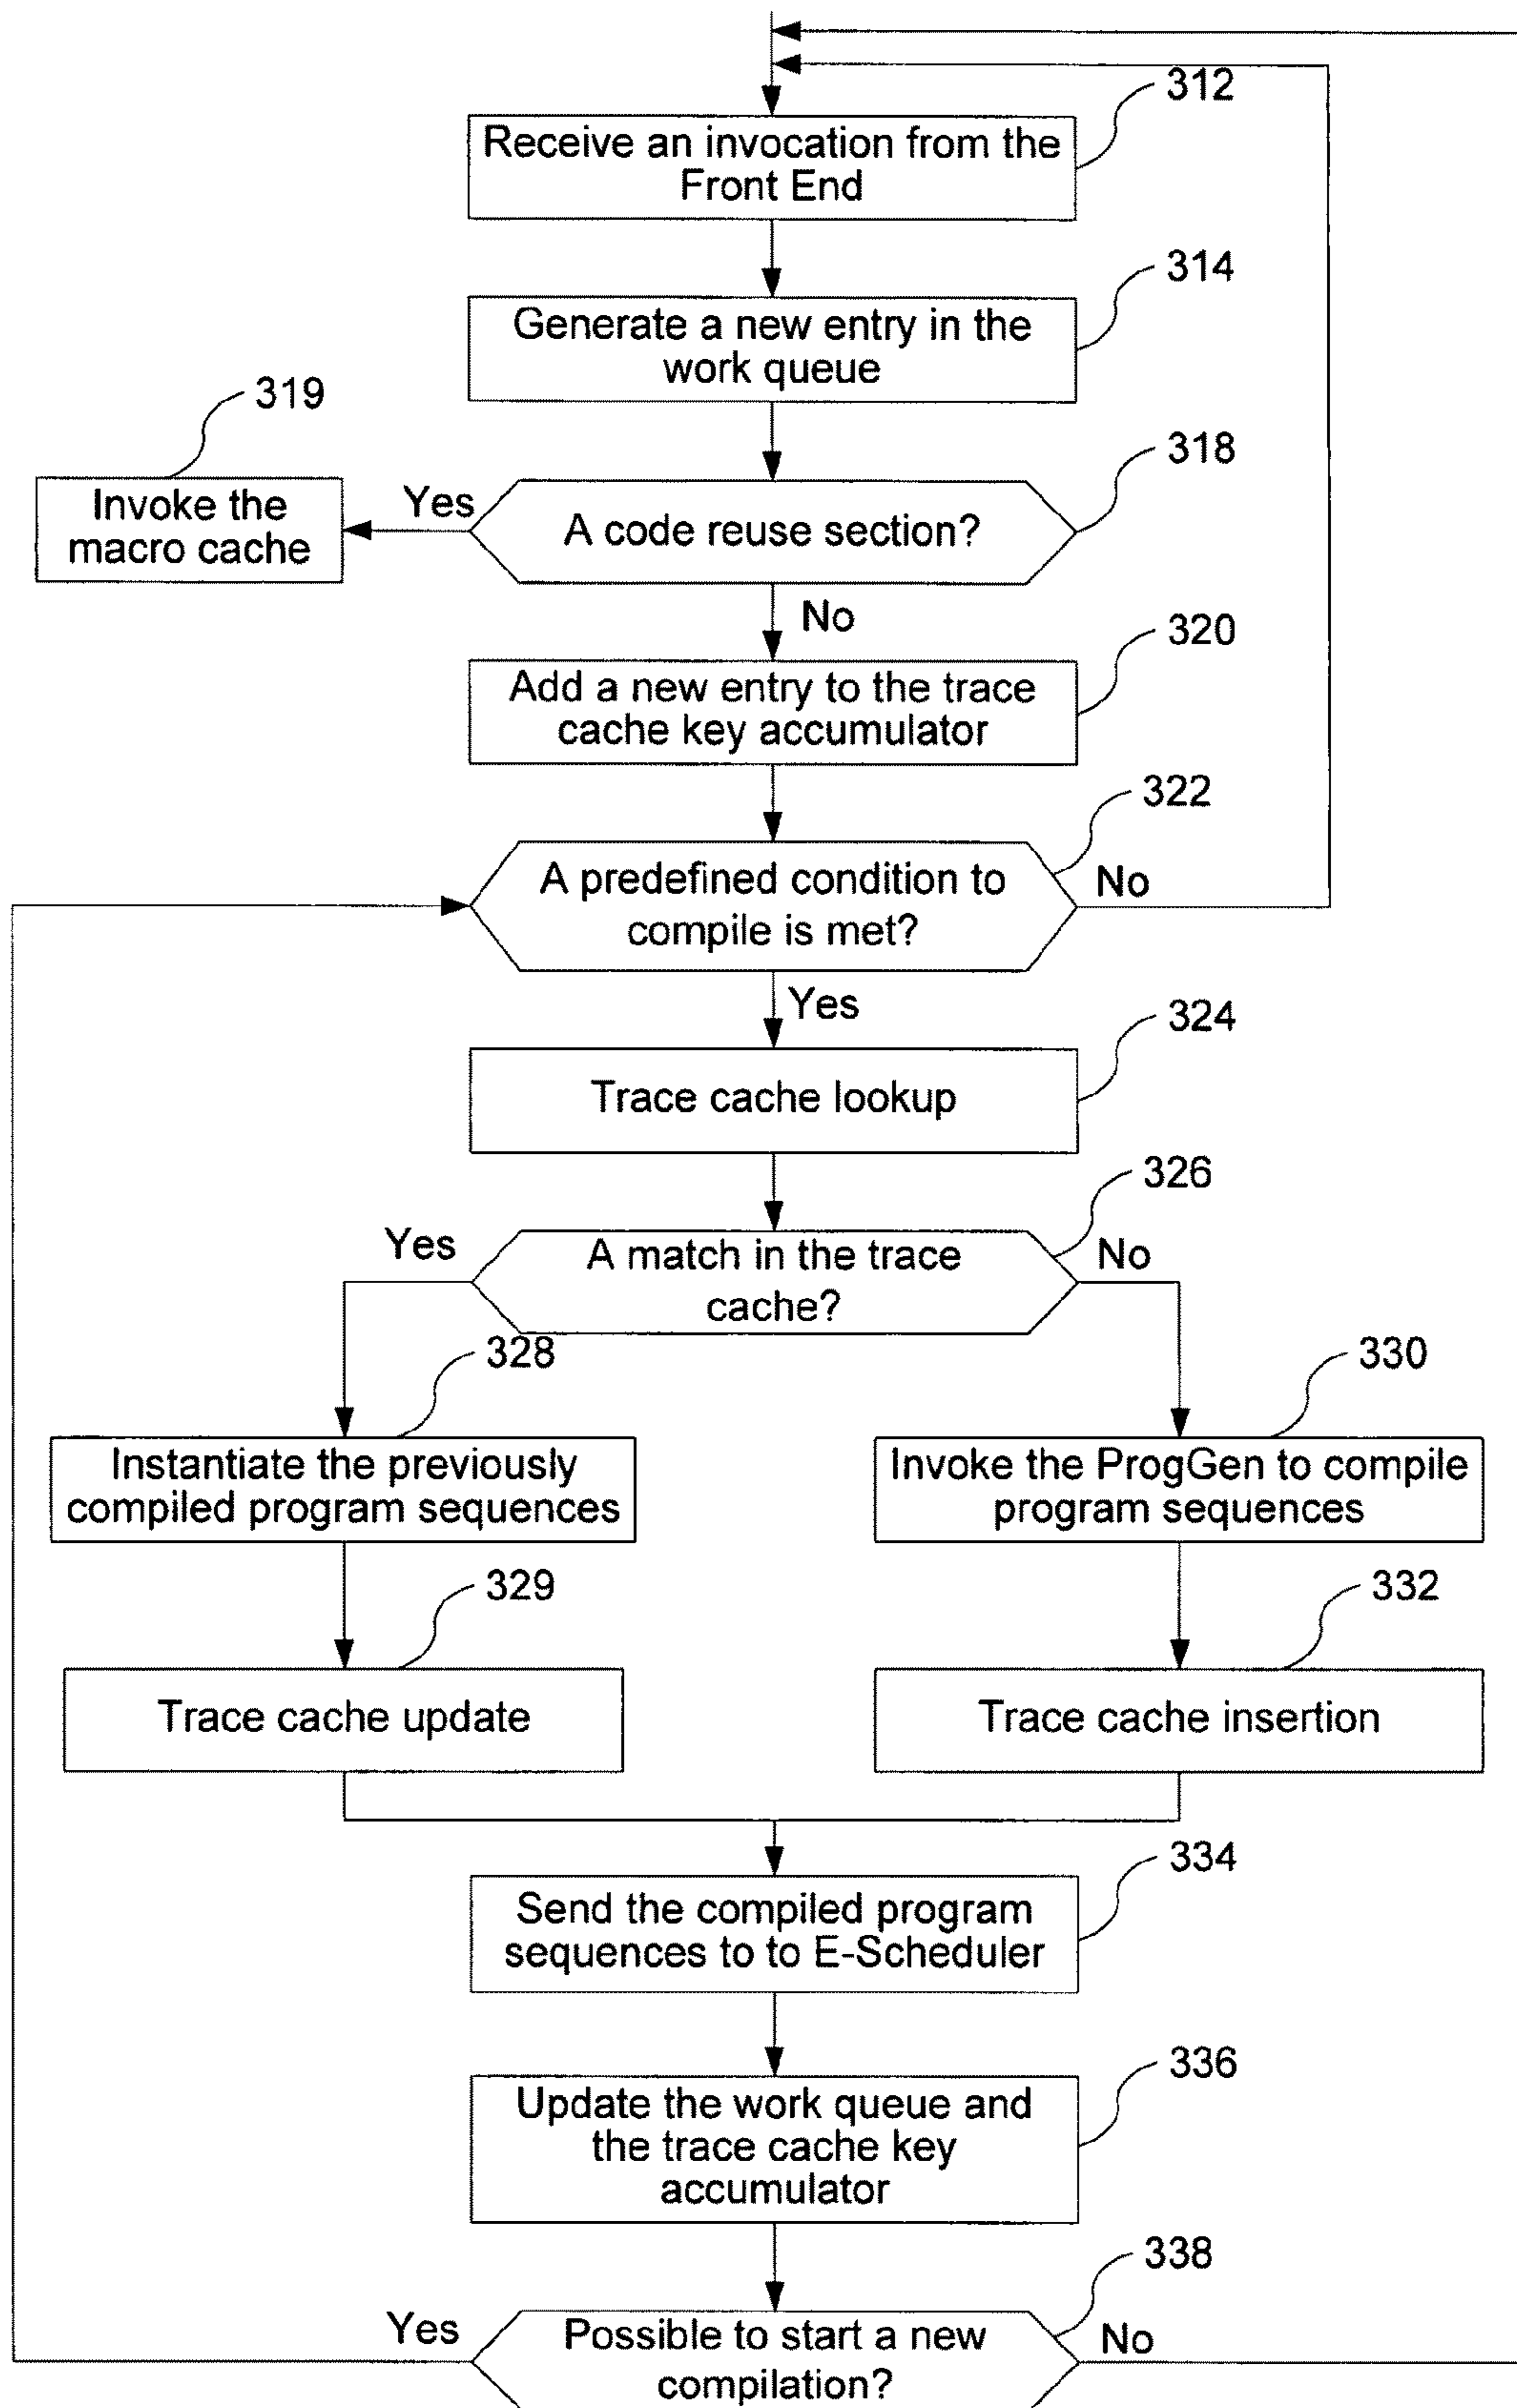 312
Receive an invocation from the
Front End
314
Generate a new entry in the
work queue
319
318
Invoke the
macro cache
Yes
A code reuse section?
No
320
Add a new entry to the trace
cache key accumulator
322
A predefined condition to
compile is met?
No
Yes
324
Trace cache lookup
326
Yes
A match in the trace
cache?
No
328
330
Instantiate the previously
compiled program sequences
Invoke the ProgGen to compile
program sequences
329
332
Trace cache update
Trace cache insertion
334
Send the compiled program
sequences to to E-Scheduler
336
Update the work queue and
the trace cache key
accumulator
338
Yes
Possible to start a new
compilation?
No